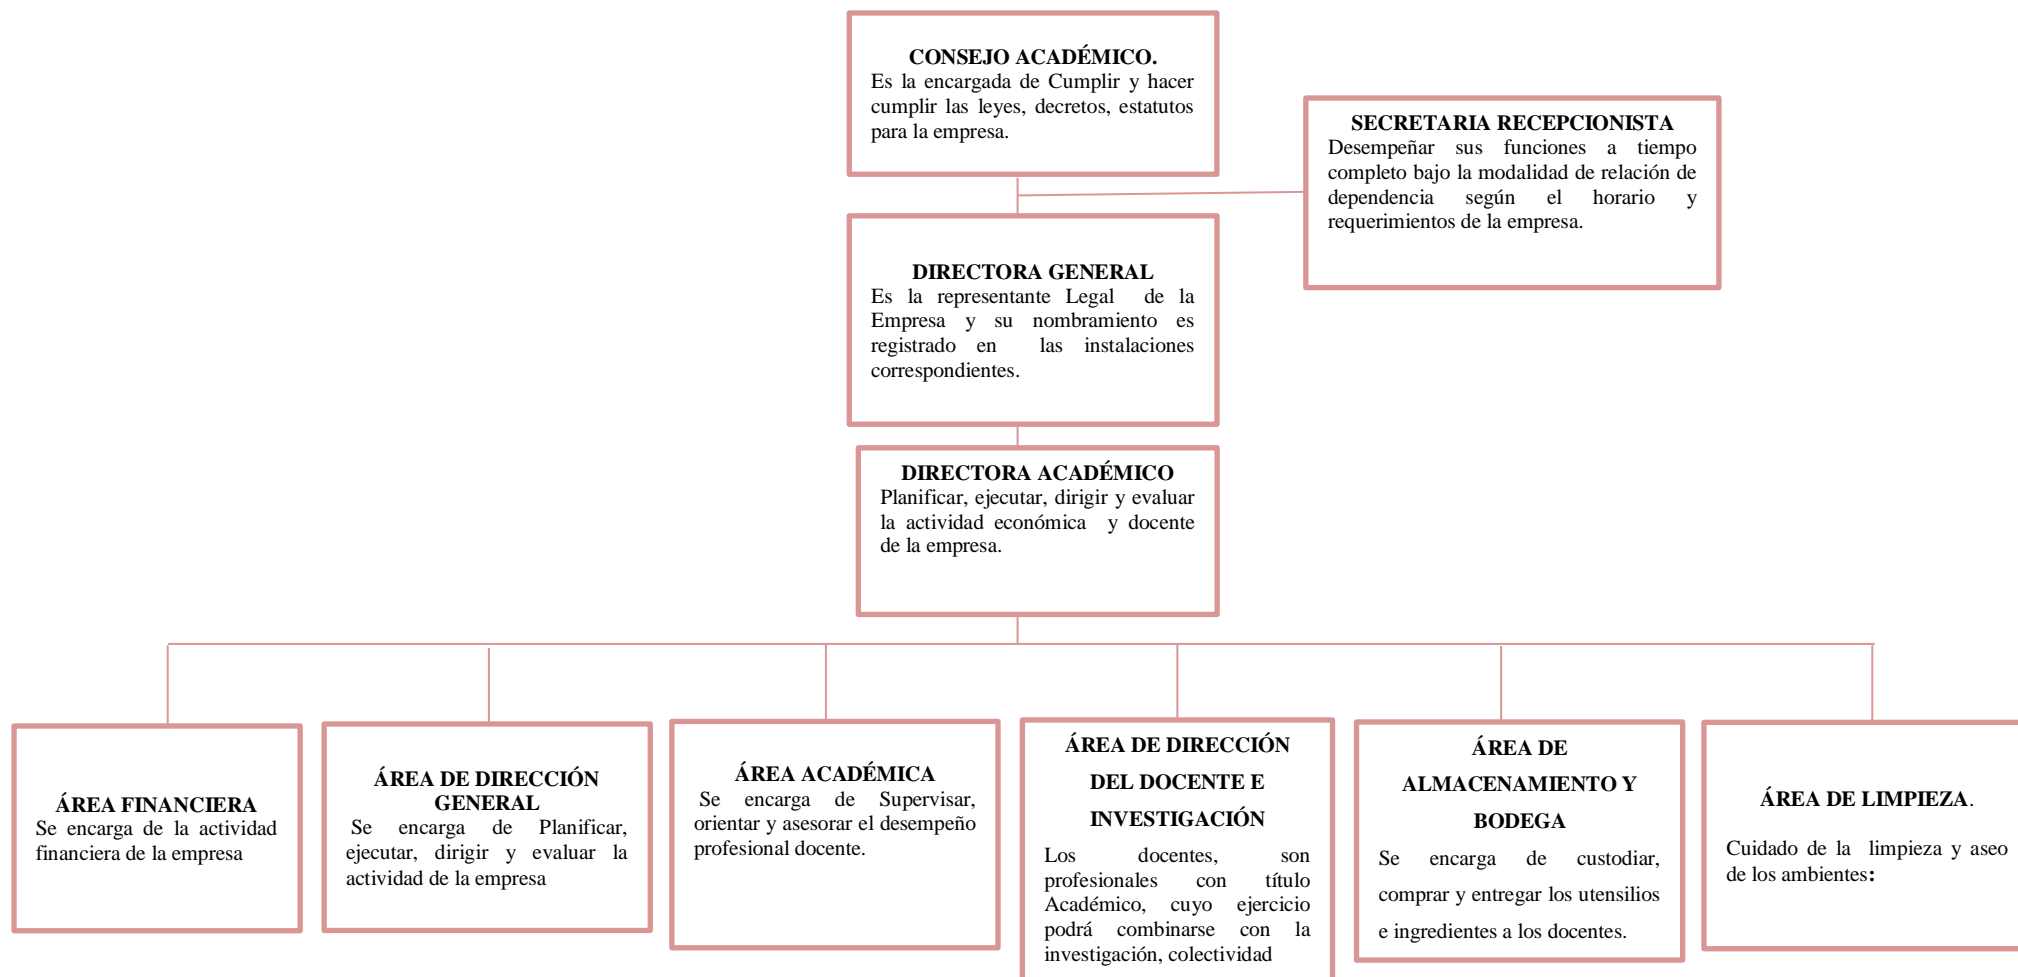 CONSEJO ACADÉMICO.
Es la encargada de Cumplir y hacer
cumplir las leyes, decretos, estatutos
para la empresa.
SECRETARIA RECEPCIONISTA
Desempeñar sus funciones a tiempo
completo bajo la modalidad de relación de
dependencia según el horario y
requerimientos de la empresa.
DIRECTORA GENERAL
Es la representante Legal de la
Empresa y su nombramiento es
registrado en las instalaciones
correspondientes.
DIRECTORA ACADÉMICO
Planificar, ejecutar, dirigir y evaluar
la actividad económica y docente
de la empresa.
ÁREA FINANCIERA
Se encarga de la actividad
financiera de la empresa
ÁREA DE DIRECCIÓN
GENERAL
Se encarga de Planificar,
ejecutar, dirigir y evaluar la
actividad de la empresa
ÁREA ACADÉMICA
Se encarga de Supervisar,
orientar y asesorar el desempeño
profesional docente.
ÁREA DE DIRECCIÓN
DEL DOCENTE E
INVESTIGACIÓN
Los docentes, son
profesionales con título
Académico, cuyo ejercicio
podrá combinarse con la
investigación, colectividad
ÁREA DE
ALMACENAMIENTO Y
BODEGA
Se encarga de custodiar,
comprar y entregar los utensilios
e ingredientes a los docentes.
ÁREA DE LIMPIEZA.
Cuidado de la limpieza y aseo
de los ambientes: